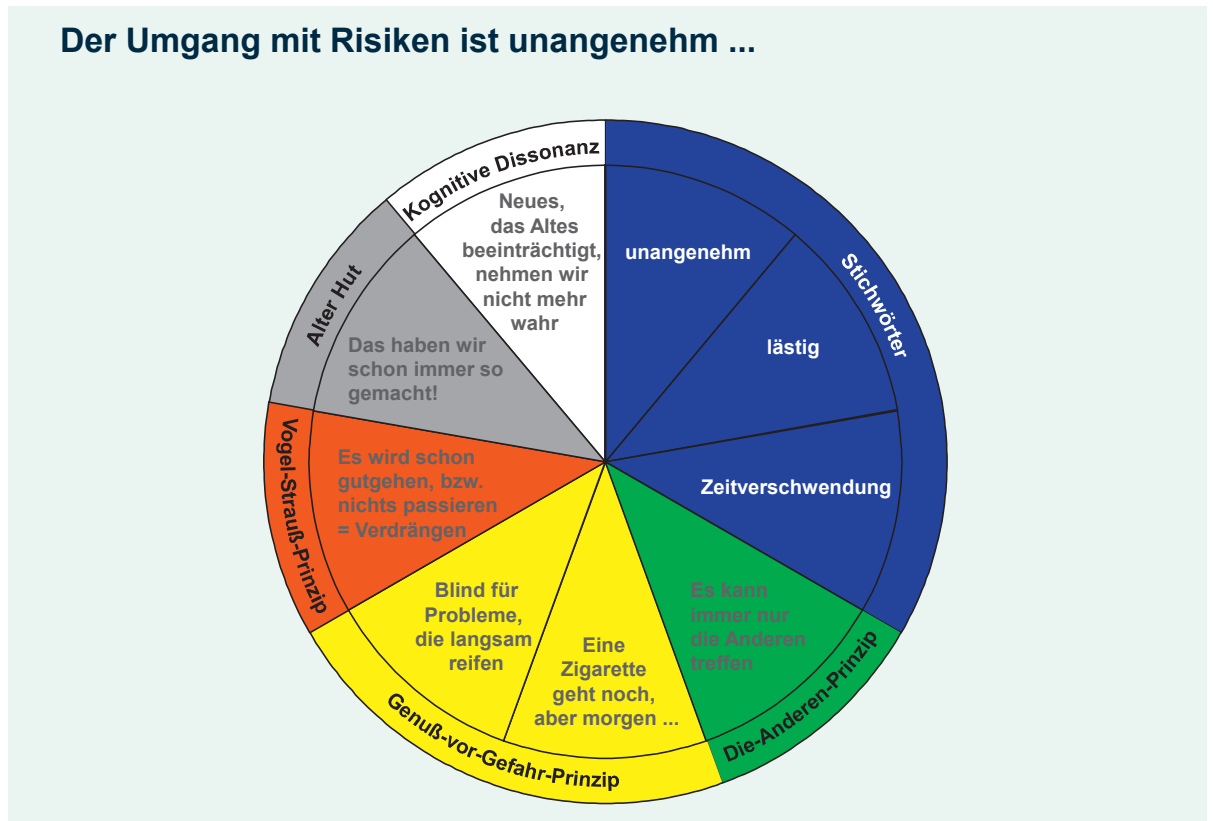 Der Umgang mit Risiken ist unangenehm ...
Kognitive Dissonanz
Neues,
das Altes
beeinträchtigt,
nehmen wir
nicht mehr
wahr
Stichwörter
unangenehm
lästig
Zeitverschwendung
Die-Anderen-Prinzip
Es kann
immer nur
die Anderen
treffen
Genuß-vor-Gefahr-Prinzip
Eine
Zigarette
geht noch,
aber morgen ...
Blind für
Probleme,
die langsam
reifen
Vogel-Strauß-Prinzip
Es wird schon
gutgehen, bzw.
nichts passieren
= Verdrängen
Alter Hut
Das haben wir
schon immer so
gemacht!